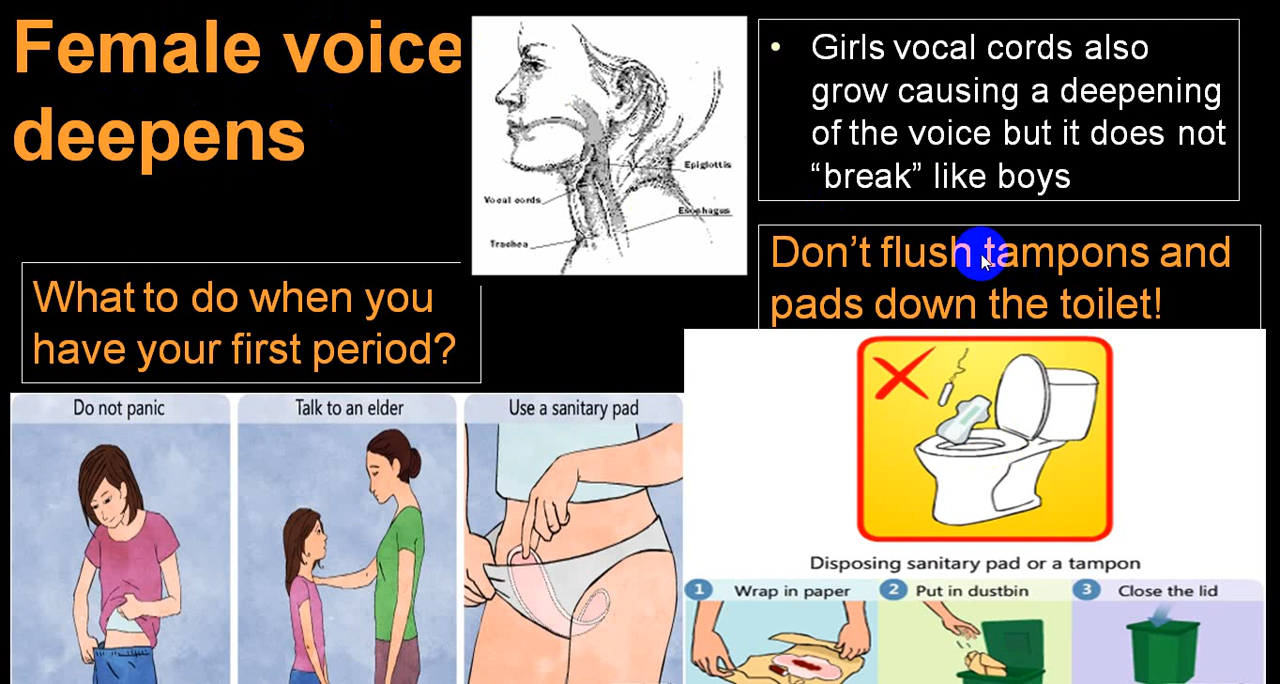 Female voice
deepens
Epiglottis
Vocal cords
Esophagus
Trachea
• Girls vocal cords also
grow causing a deepening
of the voice but it does not
“break” like boys
What to do when you
have your first period?
Don’t flush tampons and
pads down the toilet!
Do not panic
Talk to an elder
Use a sanitary pad
Disposing sanitary pad or a tampon
1 Wrap in paper
2 Put in dustbin
3 Close the lid